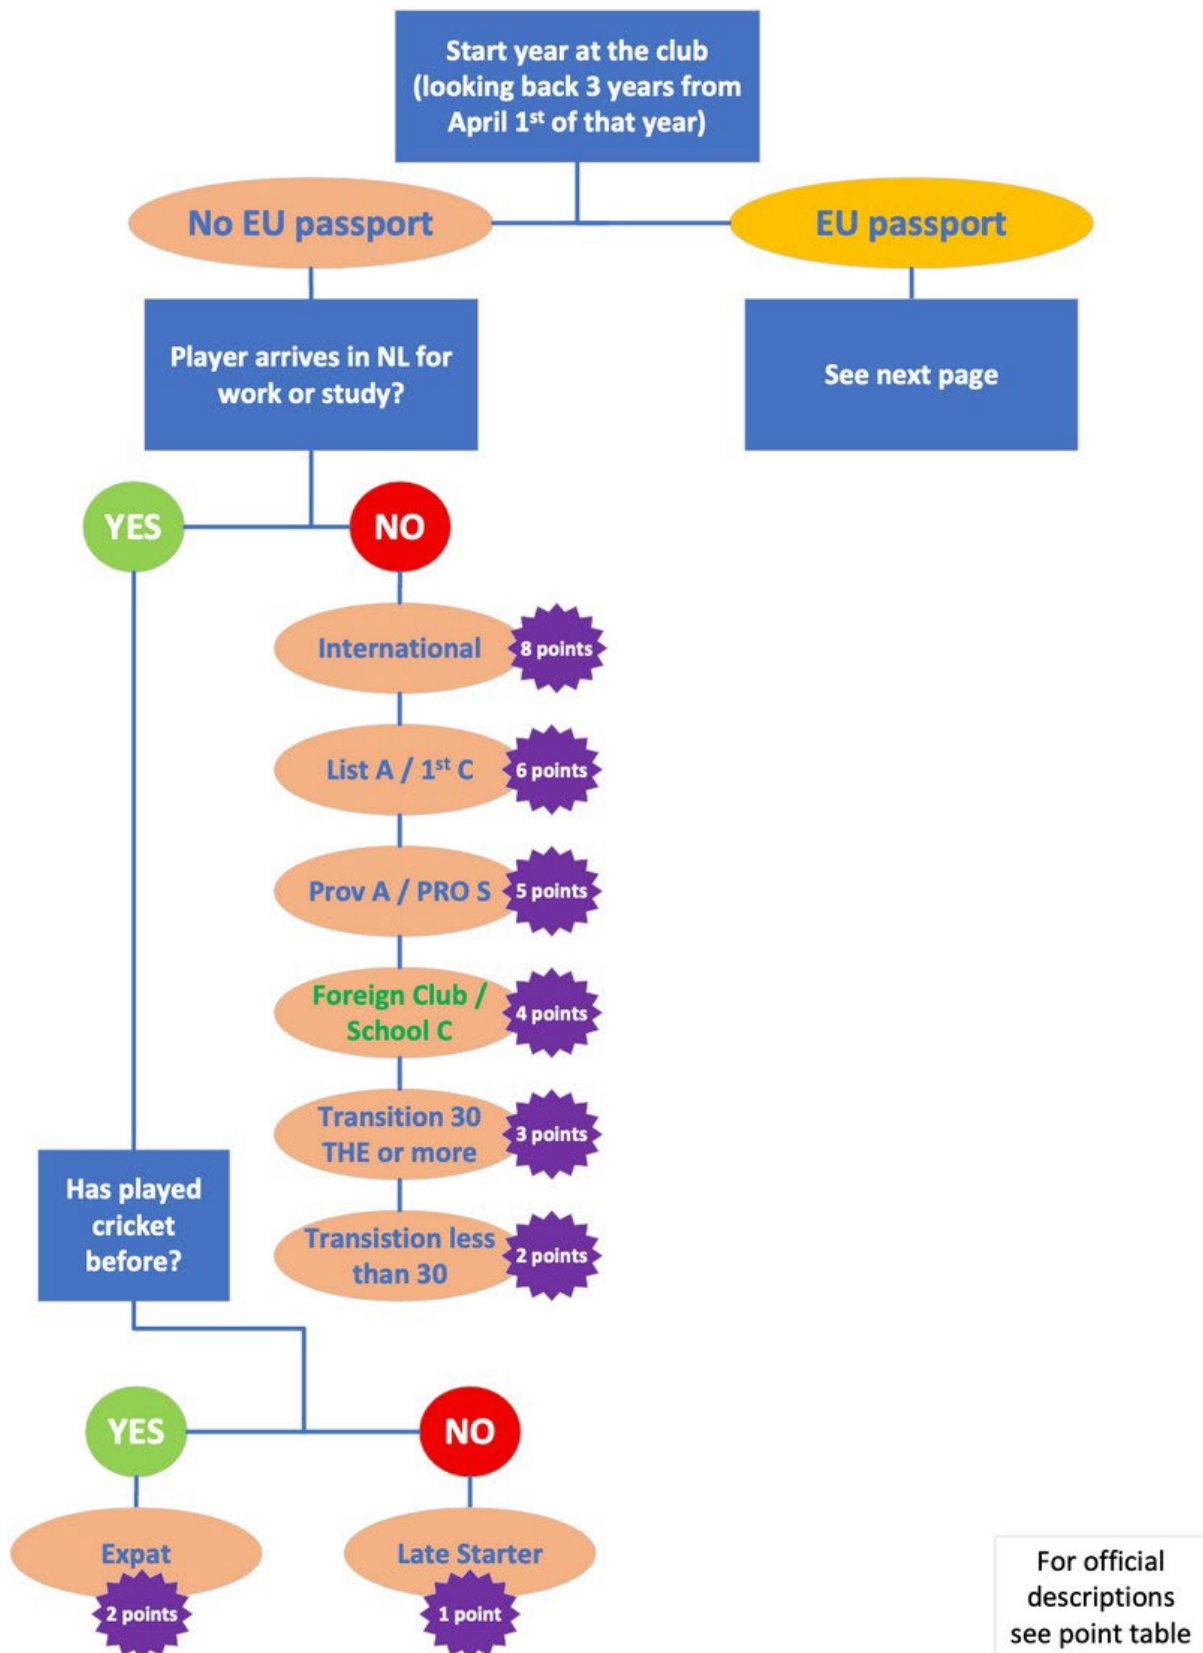 Start year at the club
(looking back 3 years from
April 1st of that year)
No EU passport
EU passport
Player arrives in NL for
work or study?
See next page
YES
NO
International
8 points
List A / 1st C
6 points
Prov A / PRO S
5 points
Foreign Club /
School C
4 points
Transition 30
THE or more
3 points
Has played
cricket
before?
Transistion less
than 30
2 points
YES
NO
Expat
2 points
Late Starter
1 point
For official
descriptions
see point table